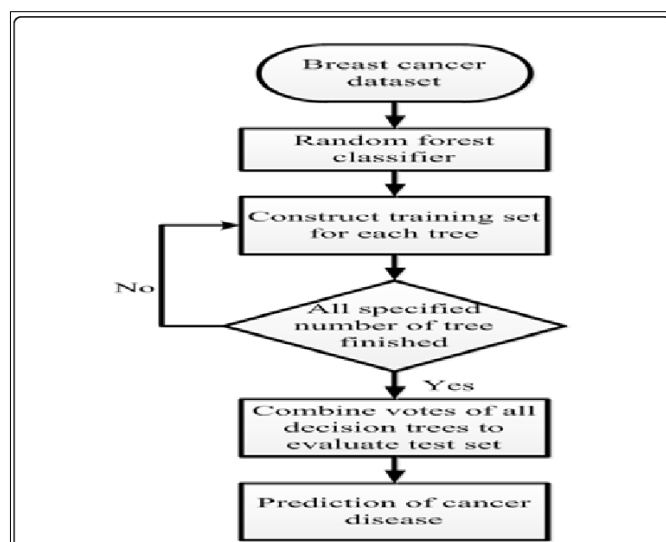 Breast cancer
dataset
Random forest
classifier
Construct training set
for each tree
No
All specified
number of tree
finished
Yes
Combine votes of all
decision trees to
evaluate test set
Prediction of cancer
disease